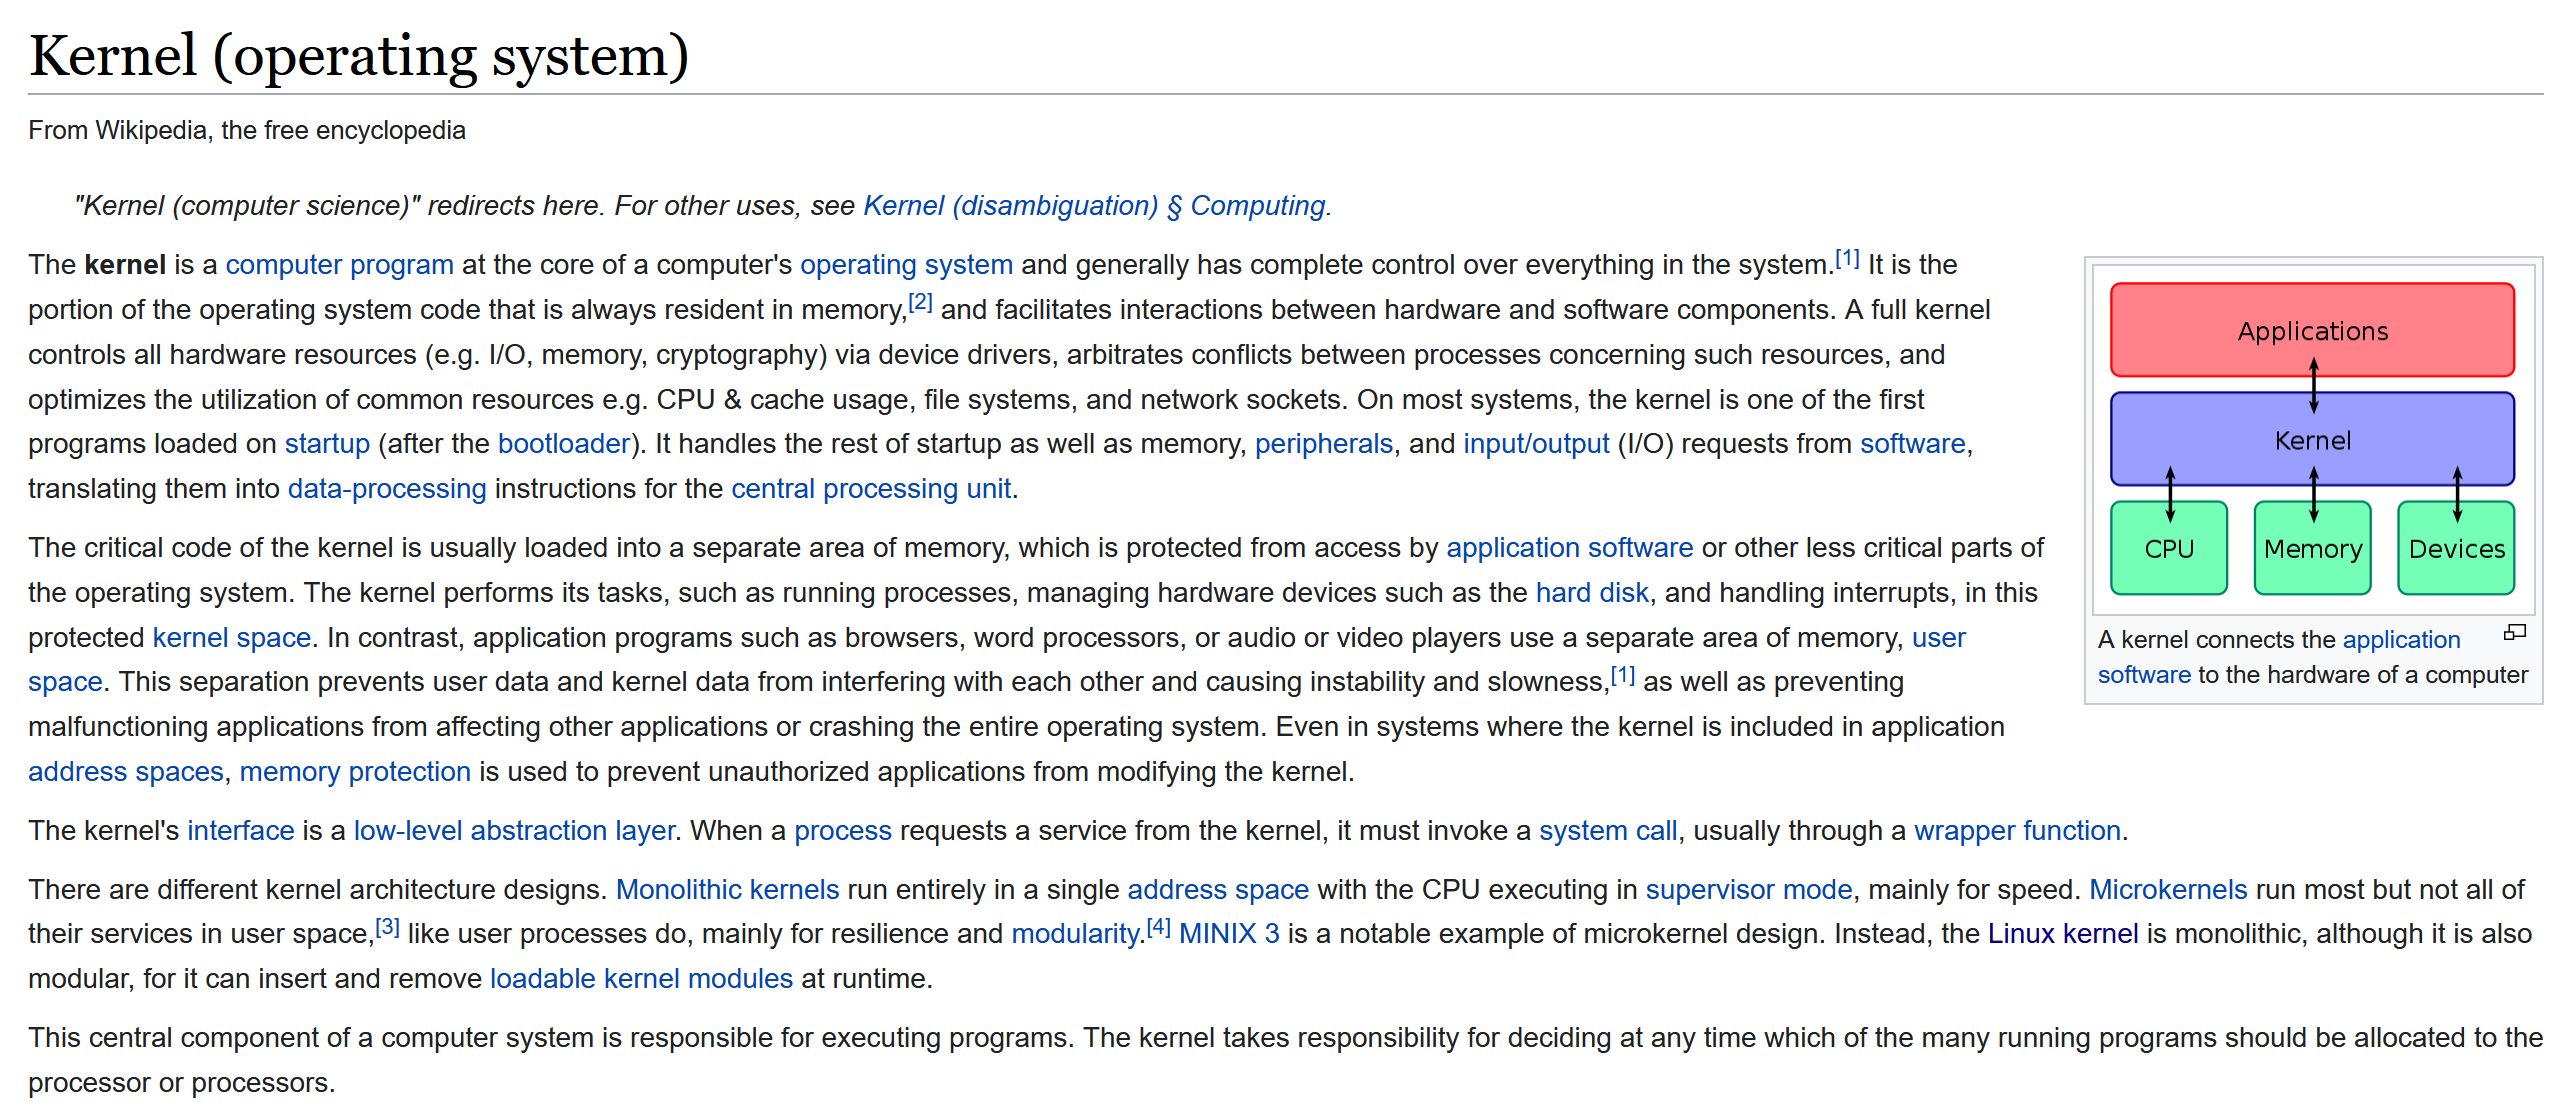 Kernel (operating system)
From Wikipedia, the free encyclopedia
"Kernel (computer science)" redirects here. For other uses, see Kernel (disambiguation) § Computing.
The kernel is a computer program at the core of a computer's operating system and generally has complete control over everything in the system.[1] It is the
portion of the operating system code that is always resident in memory,[2] and facilitates interactions between hardware and software components. A full kernel
controls all hardware resources (e.g. I/O, memory, cryptography) via device drivers, arbitrates conflicts between processes concerning such resources, and
optimizes the utilization of common resources e.g. CPU & cache usage, file systems, and network sockets. On most systems, the kernel is one of the first
programs loaded on startup (after the bootloader). It handles the rest of startup as well as memory, peripherals, and input/output (I/O) requests from software,
translating them into data-processing instructions for the central processing unit.
The critical code of the kernel is usually loaded into a separate area of memory, which is protected from access by application software or other less critical parts of
the operating system. The kernel performs its tasks, such as running processes, managing hardware devices such as the hard disk, and handling interrupts, in this
protected kernel space. In contrast, application programs such as browsers, word processors, or audio or video players use a separate area of memory, user
space. This separation prevents user data and kernel data from interfering with each other and causing instability and slowness,[1] as well as preventing
malfunctioning applications from affecting other applications or crashing the entire operating system. Even in systems where the kernel is included in application
address spaces, memory protection is used to prevent unauthorized applications from modifying the kernel.
The kernel's interface is a low-level abstraction layer. When a process requests a service from the kernel, it must invoke a system call, usually through a wrapper function.
There are different kernel architecture designs. Monolithic kernels run entirely in a single address space with the CPU executing in supervisor mode, mainly for speed. Microkernels run most but not all of
their services in user space,[3] like user processes do, mainly for resilience and modularity.[4] MINIX 3 is a notable example of microkernel design. Instead, the Linux kernel is monolithic, although it is also
modular, for it can insert and remove loadable kernel modules at runtime.
This central component of a computer system is responsible for executing programs. The kernel takes responsibility for deciding at any time which of the many running programs should be allocated to the
processor or processors.
Applications
Kernel
CPU Memory Devices
A kernel connects the application
software to the hardware of a computer